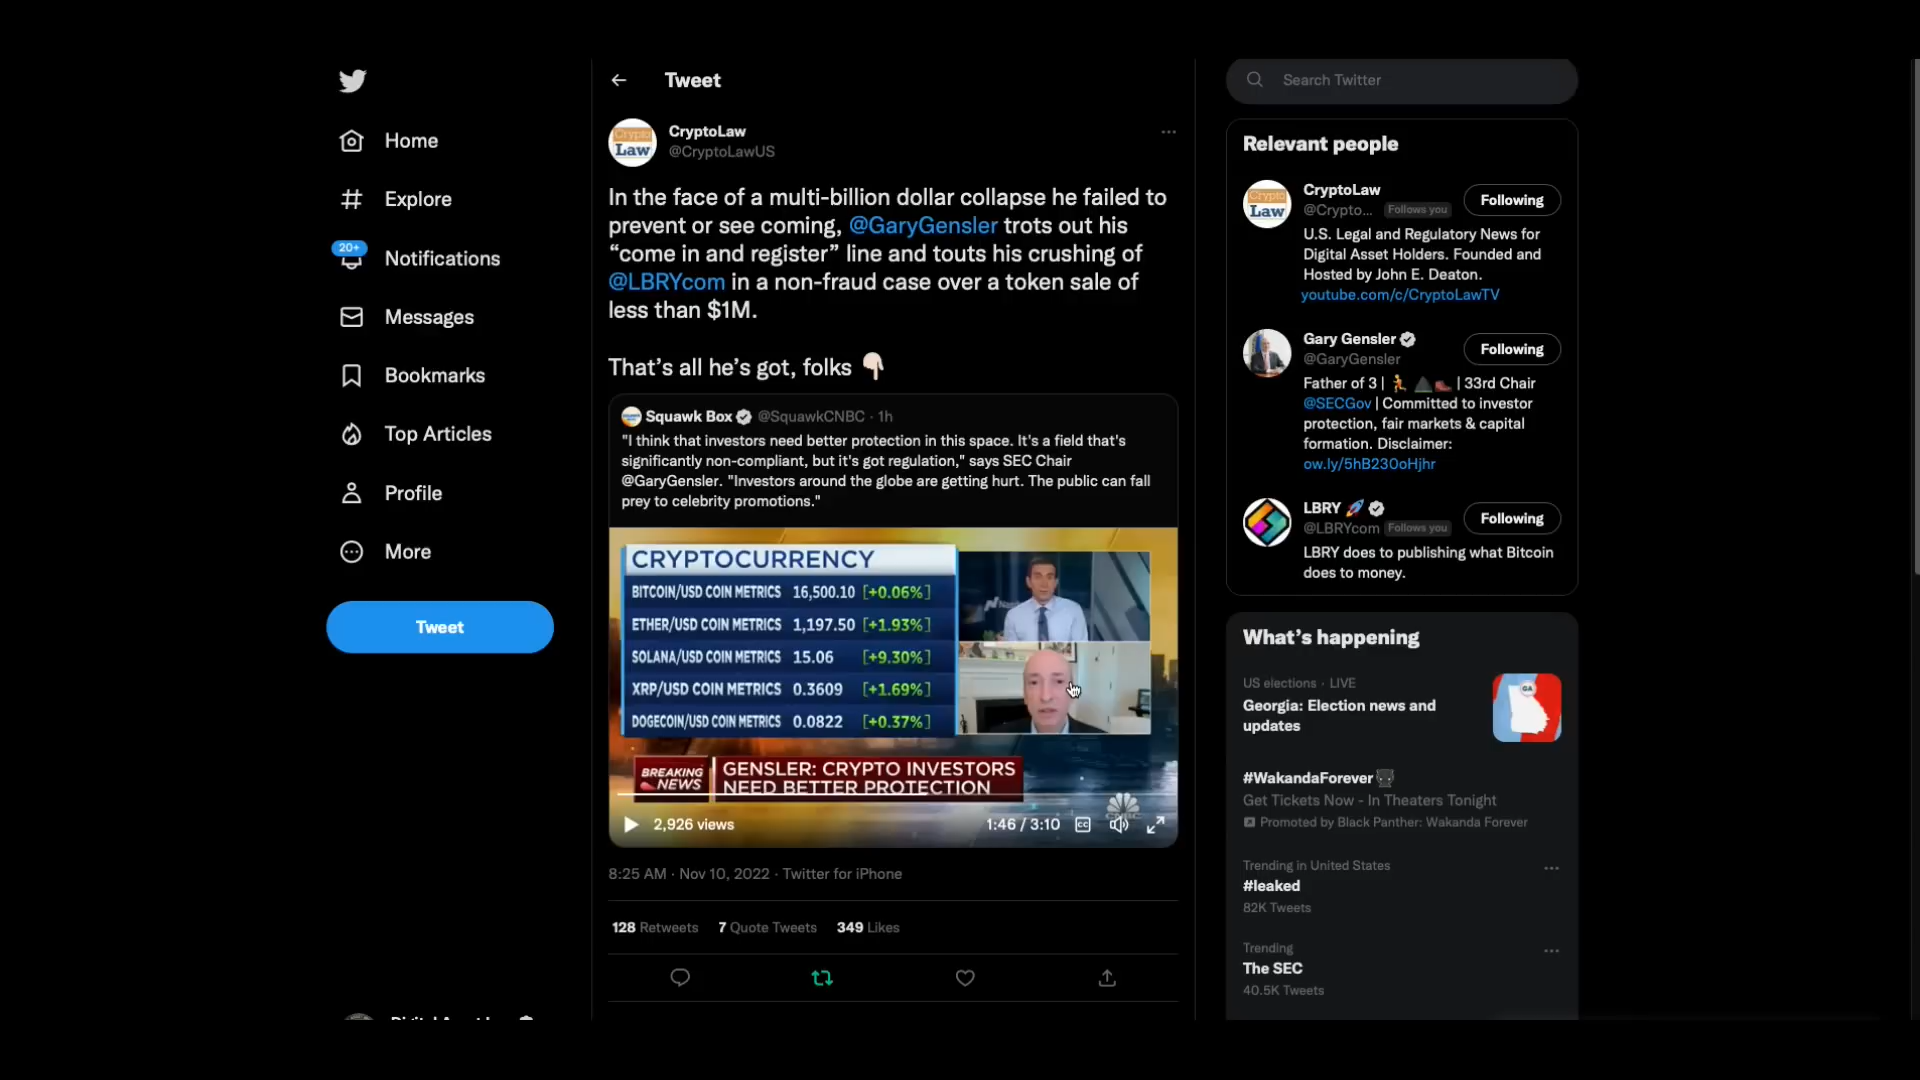 Home
Explore
20+
Notifications
Messages
Bookmarks
Top Articles
Profile
More
Tweet
Tweet
Crypto
Law
CryptoLaw
@CryptoLawUS
In the face of a multi-billion dollar collapse he failed to
prevent or see coming, @GaryGensler trots out his
“come in and register” line and touts his crushing of
@LBRYcom in a non-fraud case over a token sale of
less than $1M.
That’s all he’s got, folks 👇🏻
Squawk Box @SquawkCNBC · 1h
"I think that investors need better protection in this space. It's a field that's
significantly non-compliant, but it's got regulation," says SEC Chair
@GaryGensler. "Investors around the globe are getting hurt. The public can fall
prey to celebrity promotions."
CRYPTOCURRENCY
BITCOIN/USD COIN METRICS 16,500.10 [+0.06%]
ETHER/USD COIN METRICS 1,197.50 [+1.93%]
SOLANA/USD COIN METRICS 15.06 [+9.30%]
XRP/USD COIN METRICS 0.3609 [+1.69%]
DOGECOIN/USD COIN METRICS 0.0822 [+0.37%]
BREAKING
NEWS
GENSLER: CRYPTO INVESTORS
NEED BETTER PROTECTION
2,926 views
1:46 / 3:10
CC
8:25 AM · Nov 10, 2022 · Twitter for iPhone
128 Retweets 7 Quote Tweets 349 Likes
Search Twitter
Relevant people
Crypto
Law
CryptoLaw
@Crypto... Follows you
Following
U.S. Legal and Regulatory News for
Digital Asset Holders. Founded and
Hosted by John E. Deaton.
youtube.com/c/CryptoLawTV
Gary Gensler
@GaryGensler
Following
Father of 3 | 🏃 ⛰️🥾 | 33rd Chair
@SECGov | Committed to investor
protection, fair markets & capital
formation. Disclaimer:
ow.ly/5hB230oHjhr
LBRY 🚀
@LBRYcom Follows you
Following
LBRY does to publishing what Bitcoin
does to money.
What’s happening
US elections · LIVE
Georgia: Election news and
updates
GA
#WakandaForever
Get Tickets Now - In Theaters Tonight
Promoted by Black Panther: Wakanda Forever
Trending in United States
#leaked
82K Tweets
Trending
The SEC
40.5K Tweets